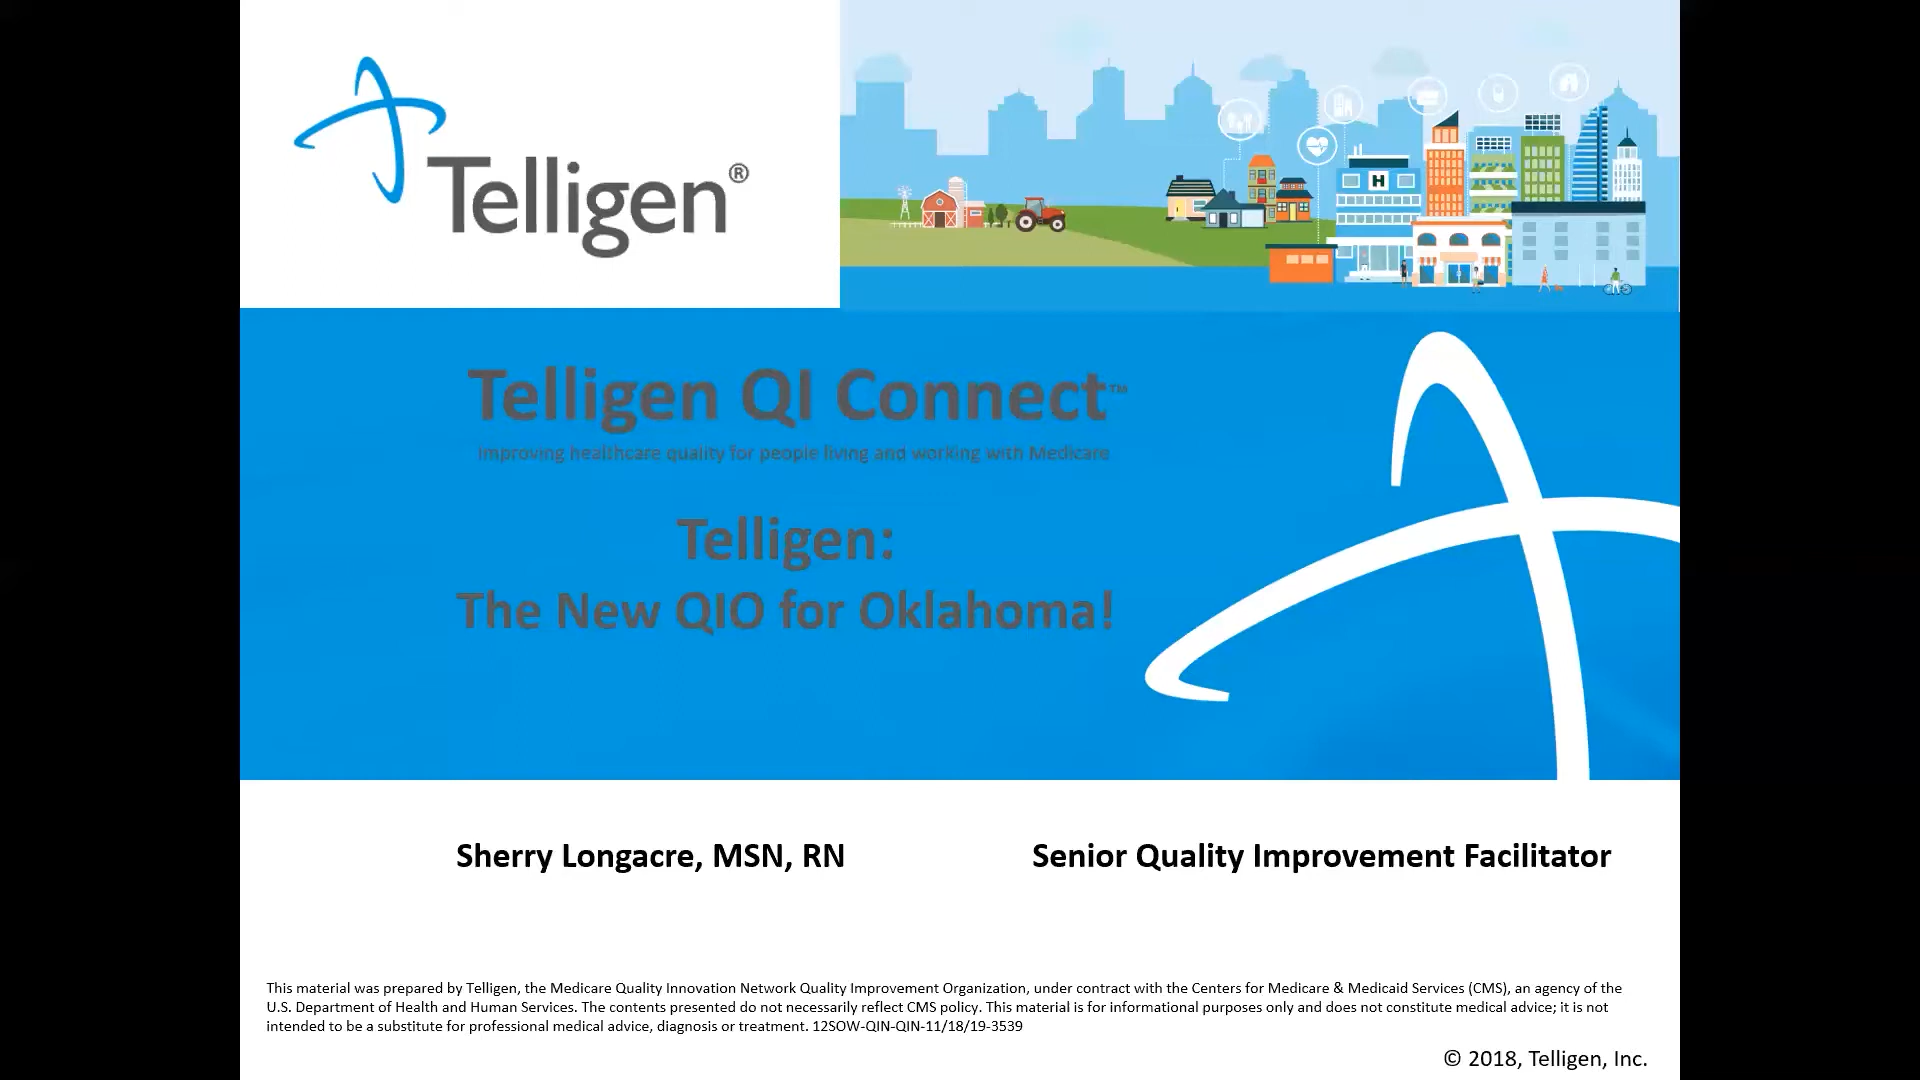 Telligen®
H
Telligen QI Connect™
Improving healthcare quality for people living and working with Medicare
Telligen:
The New QIO for Oklahoma!
Sherry Longacre, MSN, RN
Senior Quality Improvement Facilitator
This material was prepared by Telligen, the Medicare Quality Innovation Network Quality Improvement Organization, under contract with the Centers for Medicare & Medicaid Services (CMS), an agency of the
U.S. Department of Health and Human Services. The contents presented do not necessarily reflect CMS policy. This material is for informational purposes only and does not constitute medical advice; it is not
intended to be a substitute for professional medical advice, diagnosis or treatment. 12SOW-QIN-QIN-11/18/19-3539
© 2018, Telligen, Inc.